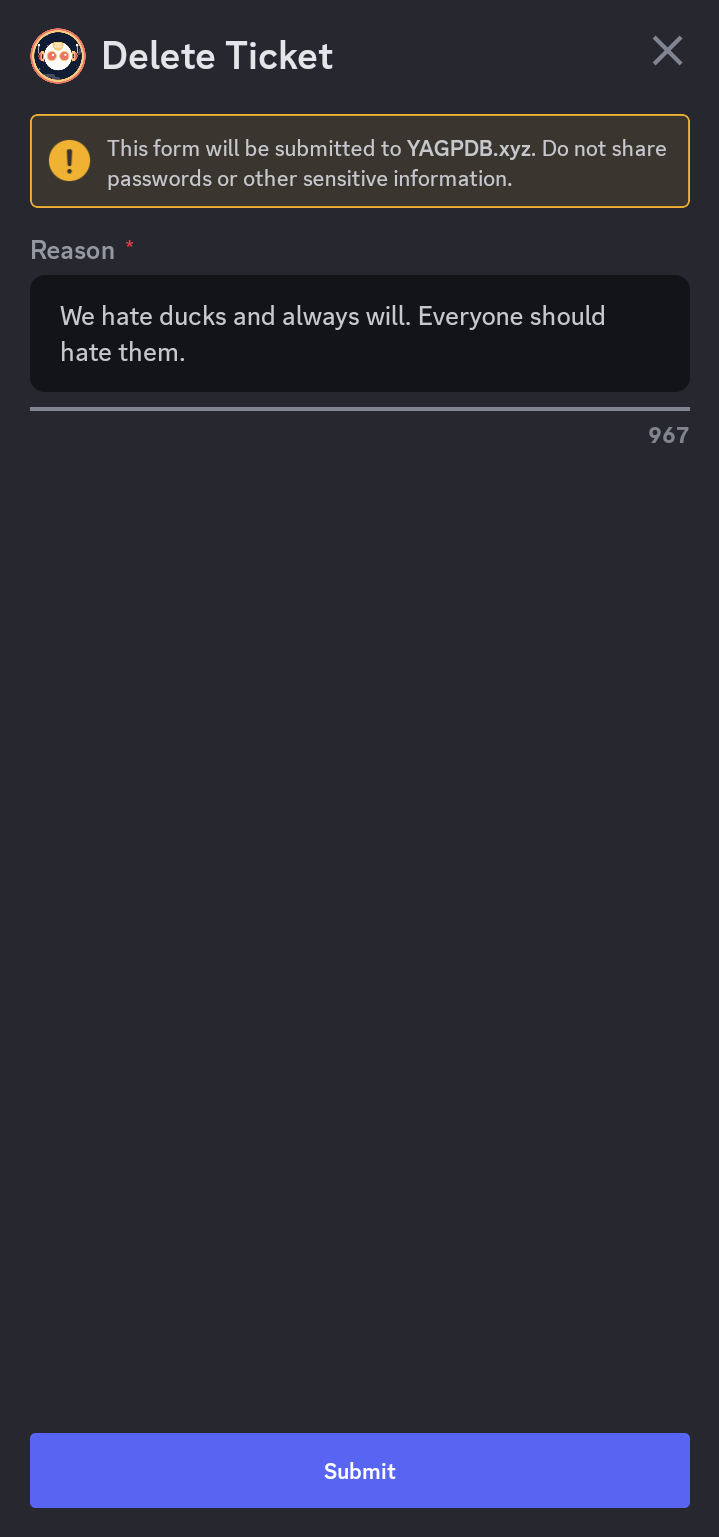 Delete Ticket
This form will be submitted to YAGPDB.xyz. Do not share
passwords or other sensitive information.
Reason *
We hate ducks and always will. Everyone should
hate them.
967
Submit